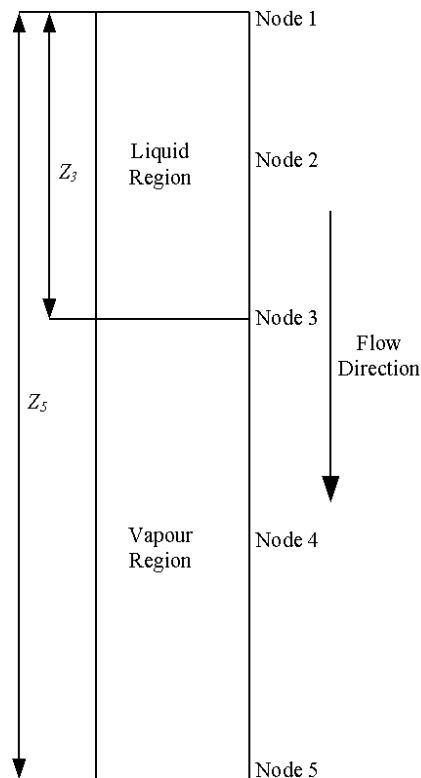 Node 1
Liquid
Region
Node 2
Z3
Node 3
Flow
Direction
Z5
Vapour
Region
Node 4
Node 5